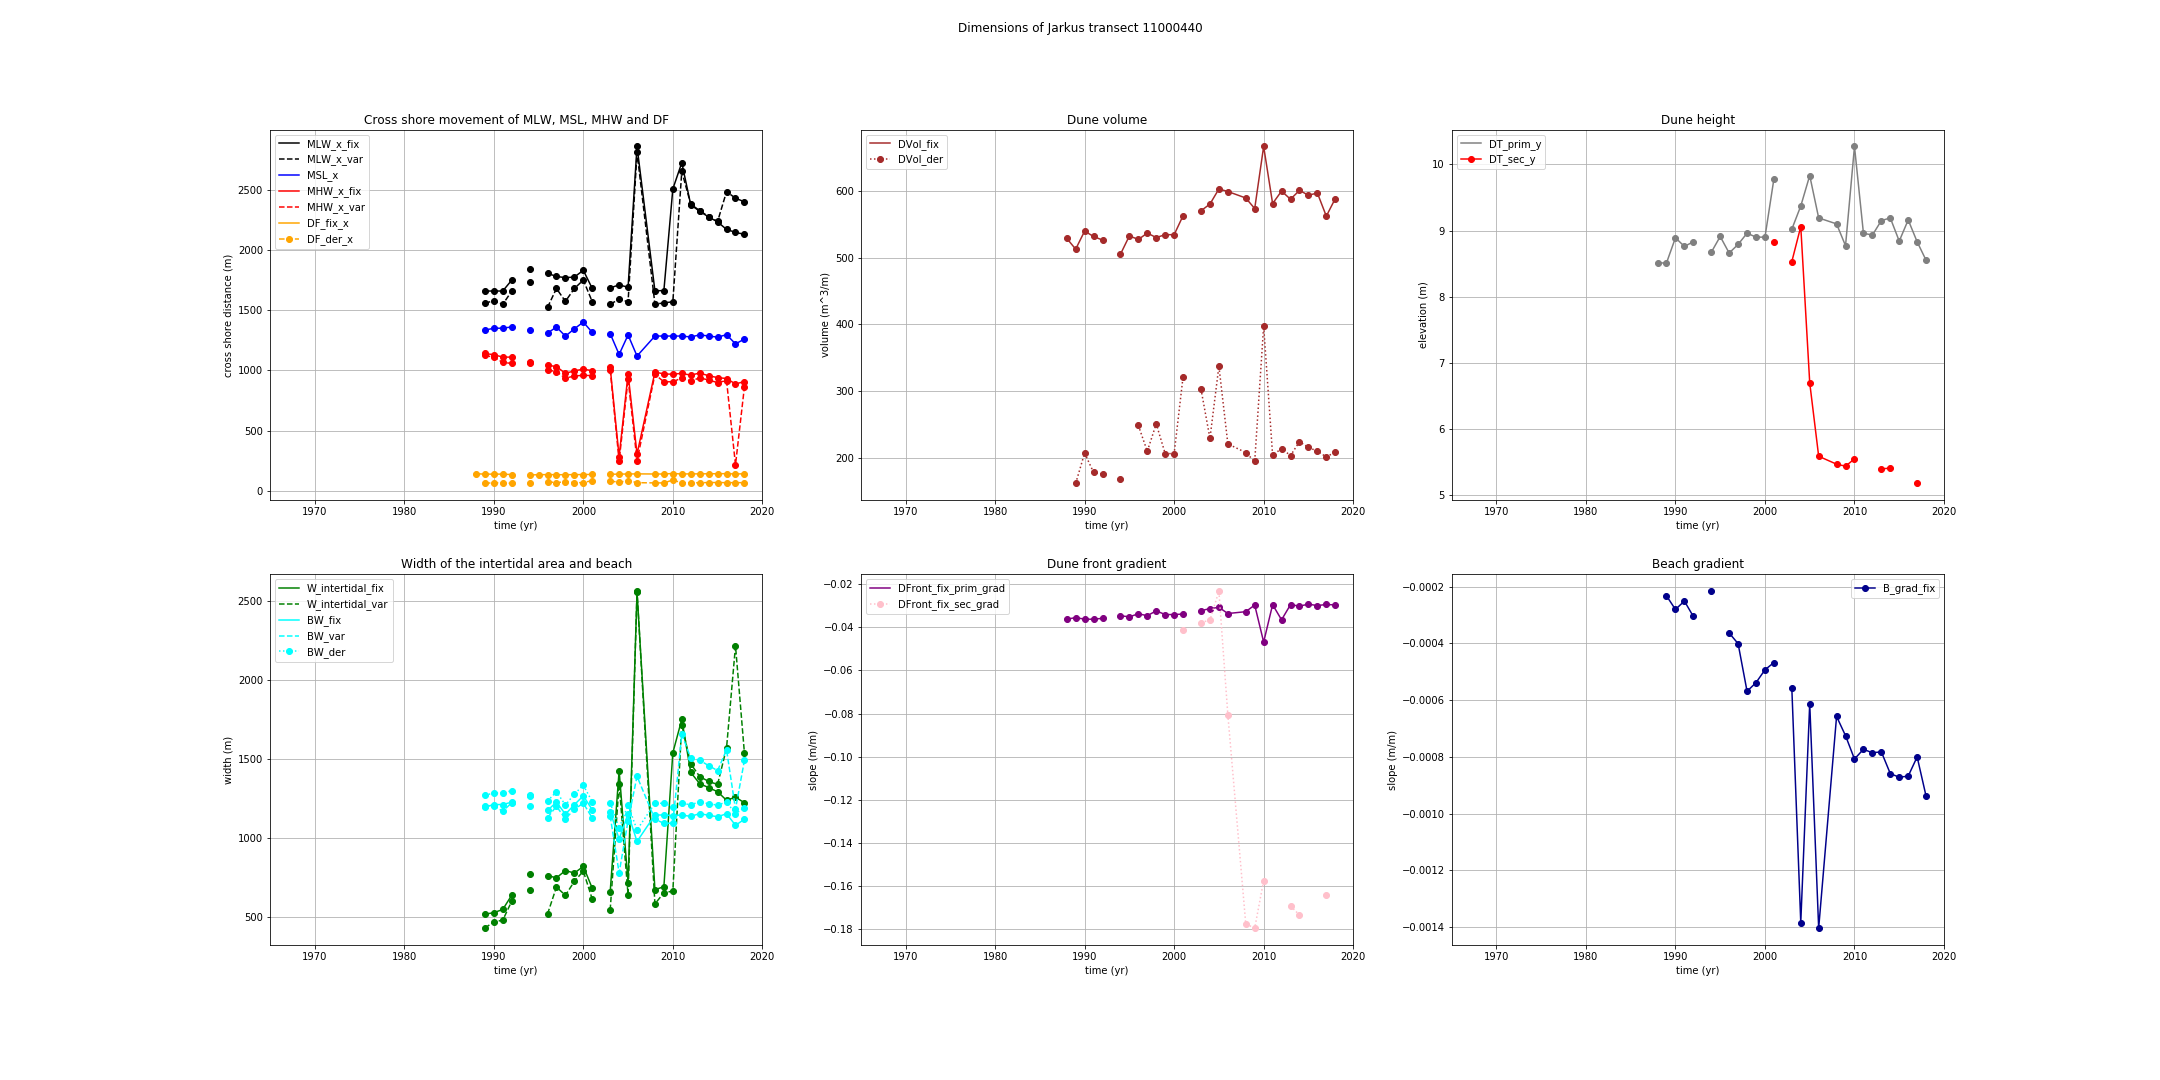 Dimensions of Jarkus transect 11000440
Cross shore movement of MLW, MSL, MHW and DF
MLW_x_fix
MLW_x_var
MSL_x
MHW_x_fix
MHW_x_var
DF_fix_x
DF_der_x
cross shore distance (m)
2500
2000
1500
1000
500
0
1970 1980 1990 2000 2010 2020
time (yr)
Dune volume
DVol_fix
DVol_der
volume (m^3/m)
600
500
400
300
200
1970 1980 1990 2000 2010 2020
time (yr)
Dune height
DT_prim_y
DT_sec_y
elevation (m)
10
9
8
7
6
5
1970 1980 1990 2000 2010 2020
time (yr)
Width of the intertidal area and beach
W_intertidal_fix
W_intertidal_var
BW_fix
BW_var
BW_der
width (m)
2500
2000
1500
1000
500
1970 1980 1990 2000 2010 2020
time (yr)
Dune front gradient
DFront_fix_prim_grad
DFront_fix_sec_grad
slope (m/m)
−0.02
−0.04
−0.06
−0.08
−0.10
−0.12
−0.14
−0.16
−0.18
1970 1980 1990 2000 2010 2020
time (yr)
Beach gradient
B_grad_fix
slope (m/m)
−0.0002
−0.0004
−0.0006
−0.0008
−0.0010
−0.0012
−0.0014
1970 1980 1990 2000 2010 2020
time (yr)